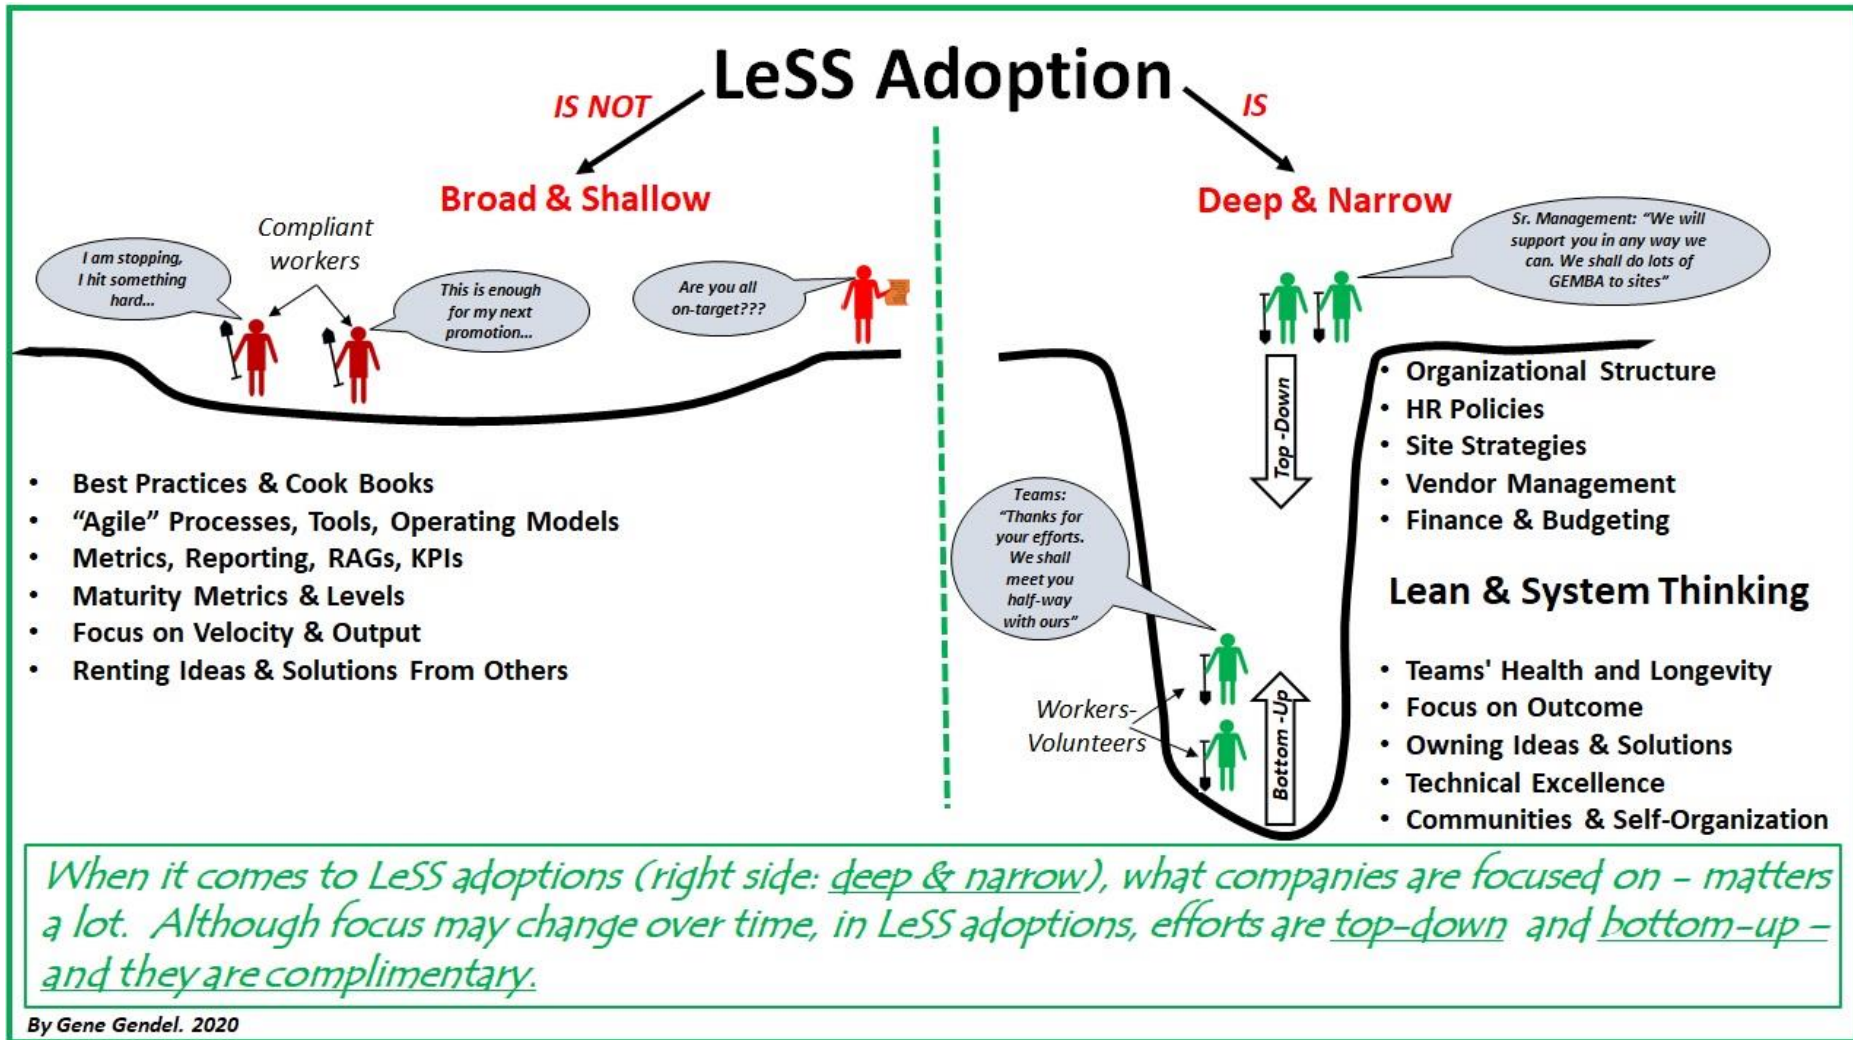 LeSS Adoption
IS NOT
IS
Broad & Shallow
Compliant
workers
I am stopping,
I hit something
hard...
This is enough
for my next
promotion...
Are you all
on-target???
• Best Practices & Cook Books
• “Agile” Processes, Tools, Operating Models
• Metrics, Reporting, RAGs, KPIs
• Maturity Metrics & Levels
• Focus on Velocity & Output
• Renting Ideas & Solutions From Others
Deep & Narrow
Sr. Management: “We will
support you in any way we
can. We shall do lots of
GEMBA to sites”
Top -Down
• Organizational Structure
• HR Policies
• Site Strategies
• Vendor Management
• Finance & Budgeting
Teams:
“Thanks for
your efforts.
We shall
meet you
half-way
with ours”
Lean & System Thinking
Workers-
Volunteers
Bottom -Up
• Teams' Health and Longevity
• Focus on Outcome
• Owning Ideas & Solutions
• Technical Excellence
• Communities & Self-Organization
When it comes to LeSS adoptions (right side: deep & narrow), what companies are focused on – matters
a lot. Although focus may change over time, in LeSS adoptions, efforts are top-down and bottom-up –
and they are complimentary.
By Gene Gendel. 2020